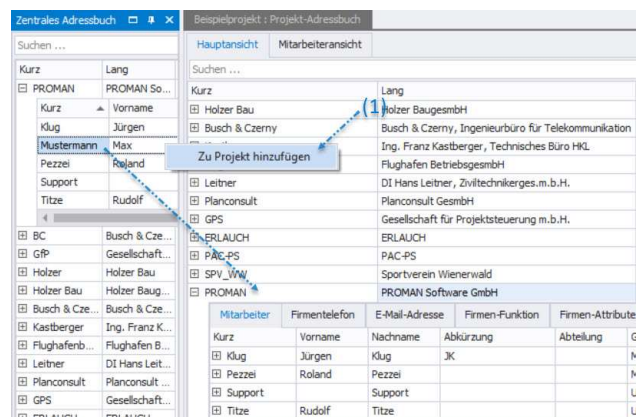 Zentrales Adressbuch
Suchen ...
Kurz Lang
PROMAN PROMAN So...
Kurz Vorname
Klug Jürgen
Mustermann Max
Pezzei Roland
Support
Titze Rudolf
BC Busch & Cze...
GfP Gesellschaft...
Holzer Holzer Bau
Holzer Bau Holzer Baug...
Busch & Cze... Busch & Cze...
Kastberger Ing. Franz K...
Flughafenb... Flughafen B...
Leitner DI Hans Leit...
Planconsult Planconsult ...
GPS Gesellschaft...
ERLAUCH ERLAUCH
Beispielprojekt : Projekt-Adressbuch
Hauptansicht Mitarbeiteransicht
Suchen ...
Kurz Lang
(1)
Holzer Bau Holzer BaugesmbH
Busch & Czerny Busch & Czerny, Ingenieurbüro für Telekommunikation
Zu Projekt hinzufügen
Ing. Franz Kastberger, Technisches Büro HKL
Flughafen BetriebsgesmbH
Leitner DI Hans Leitner, Ziviltechnikerges.m.b.H.
Planconsult Planconsult GesmbH
GPS Gesellschaft für Projektsteuerung m.b.H.
ERLAUCH ERLAUCH
PAC-PS PAC-PS
SPV_WW Sportverein Wienerwald
PROMAN PROMAN Software GmbH
Mitarbeiter Firmentelefon E-Mail-Adresse Firmen-Funktion Firmen-Attribute
Kurz Vorname Nachname Abkürzung Abteilung
Klug Jürgen Klug JK
Pezzei Roland Pezzei
Support Support
Titze Rudolf Titze